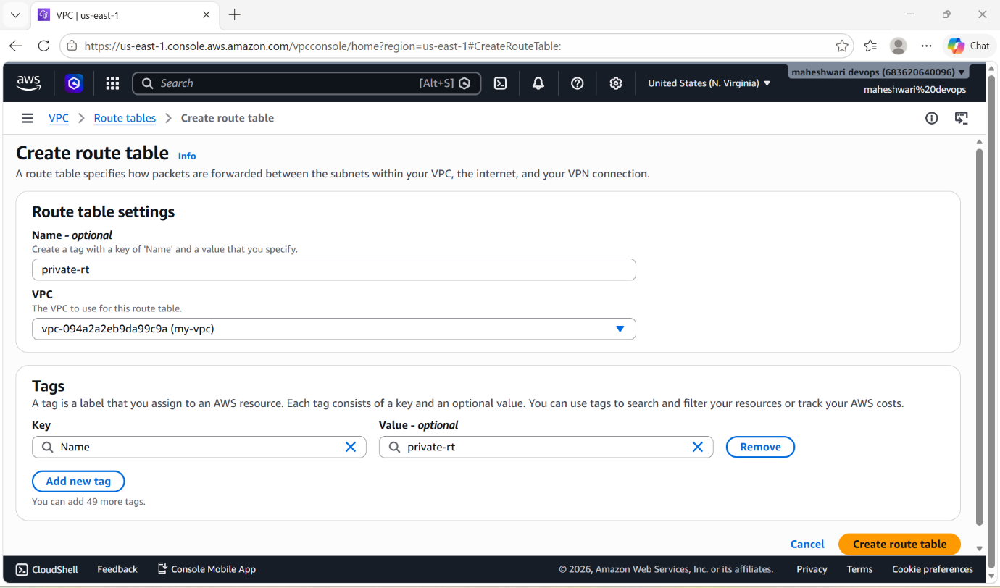 VPC | us-east-1
https://us-east-1.console.aws.amazon.com/vpcconsole/home?region=us-east-1#CreateRouteTable:
Chat
aws
Search
[Alt+S]
United States (N. Virginia)
maheshwari devops (683620640096)
maheshwari%20devops
VPC
Route tables
Create route table
Create route table
Info
A route table specifies how packets are forwarded between the subnets within your VPC, the internet, and your VPN connection.
Route table settings
Name - optional
Create a tag with a key of 'Name' and a value that you specify.
private-rt
VPC
The VPC to use for this route table.
vpc-094a2a2eb9da99c9a (my-vpc)
Tags
A tag is a label that you assign to an AWS resource. Each tag consists of a key and an optional value. You can use tags to search and filter your resources or track your AWS costs.
Key
Value - optional
Name
private-rt
Remove
Add new tag
You can add 49 more tags.
Cancel
Create route table
CloudShell
Feedback
Console Mobile App
© 2026, Amazon Web Services, Inc. or its affiliates.
Privacy
Terms
Cookie preferences